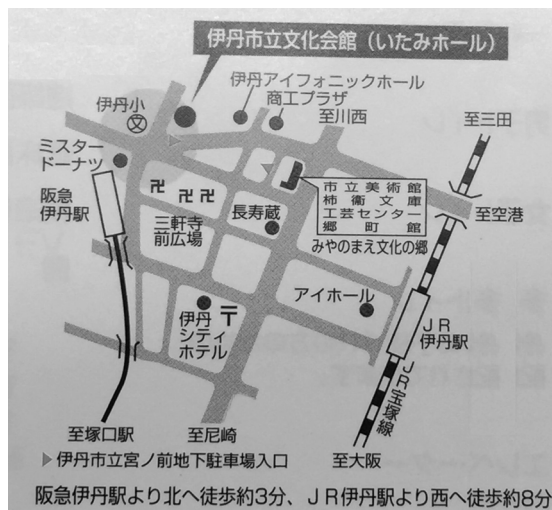 伊丹市立文化会館（いたみホール）
伊丹アイフォニックホール
商工プラザ
伊丹小
文
至川西
至三田
ミスター
ドーナツ
阪急
伊丹駅
市立美術館
柿衞文庫
工芸センター
郷町館
みやのまえ文化の郷
至空港
卍 卍 卍
三軒寺
前広場
長寿蔵
アイホール
伊丹
シティ
ホテル
〒
JR
伊丹駅
JR宝塚線
至塚口駅
至尼崎
至大阪
▷伊丹市立宮ノ前地下駐車場入口
阪急伊丹駅より北へ徒歩約3分、JR伊丹駅より西へ徒歩約8分